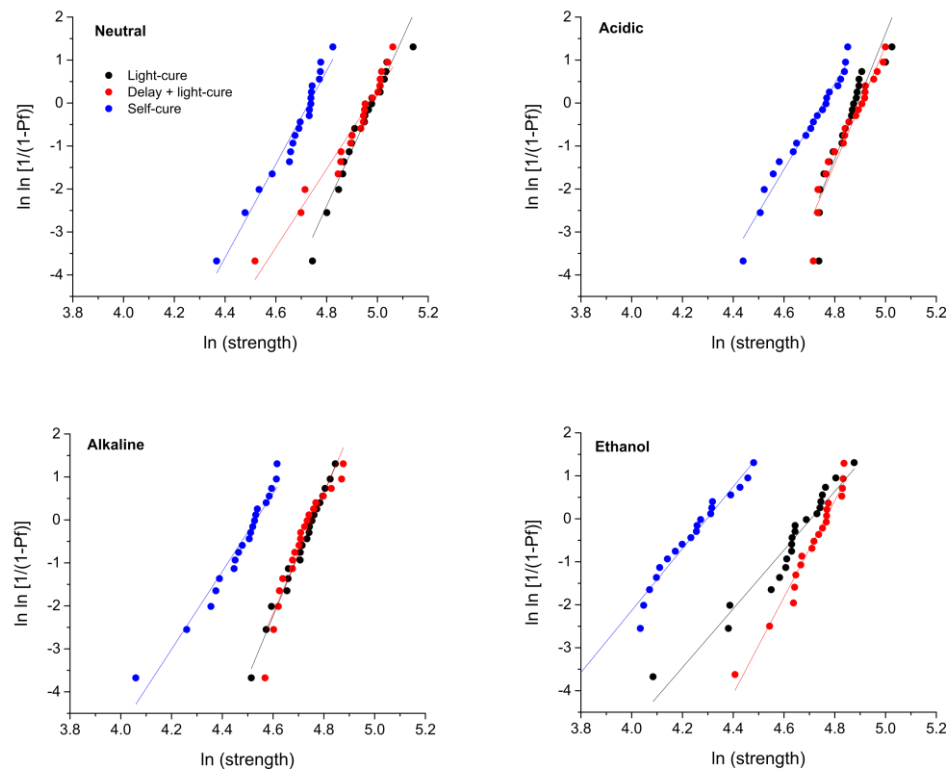 Neutral
Light-cure
Delay + light-cure
Self-cure
ln ln [1/(1-Pf)]
2
1
0
-1
-2
-3
-4
3.8 4.0 4.2 4.4 4.6 4.8 5.0 5.2
ln (strength)
Acidic
ln ln [1/(1-Pf)]
2
1
0
-1
-2
-3
-4
3.8 4.0 4.2 4.4 4.6 4.8 5.0 5.2
ln (strength)
Alkaline
ln ln [1/(1-Pf)]
2
1
0
-1
-2
-3
-4
3.8 4.0 4.2 4.4 4.6 4.8 5.0 5.2
ln (strength)
Ethanol
ln ln [1/(1-Pf)]
2
1
0
-1
-2
-3
-4
3.8 4.0 4.2 4.4 4.6 4.8 5.0 5.2
ln (strength)